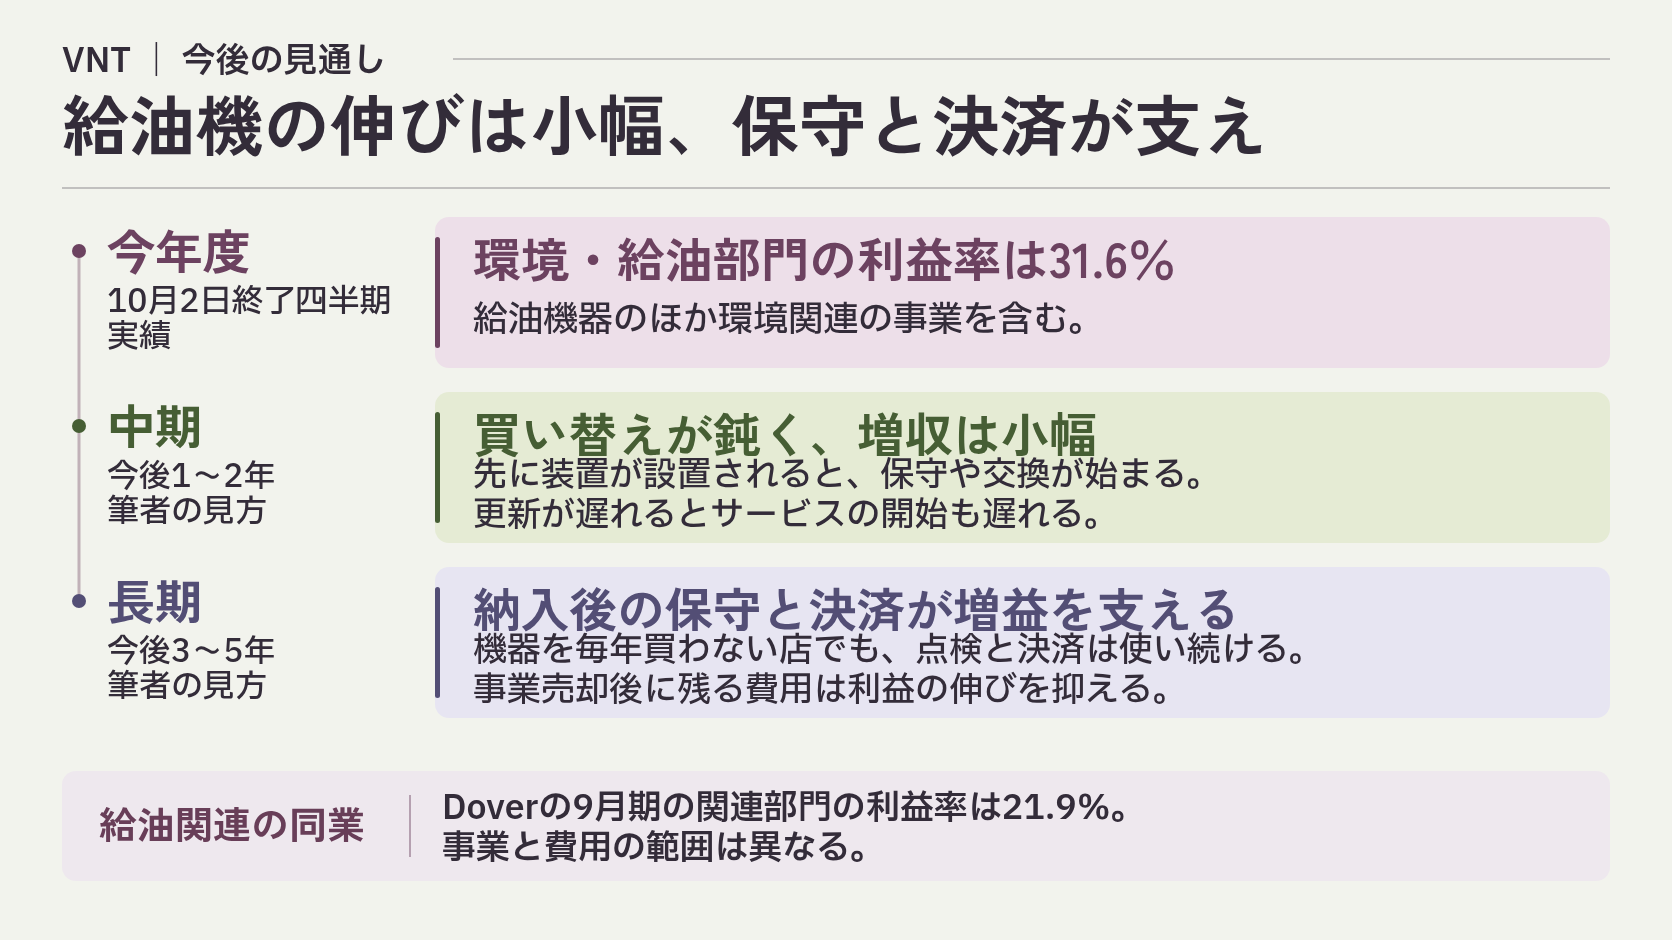 VNT｜今後の見通し
給油機の伸びは小幅、保守と決済が支え
今年度
10月2日終了四半期
実績
環境・給油部門の利益率は31.6%
給油機器のほか環境関連の事業を含む。
中期
今後1～2年
筆者の見方
買い替えが鈍く、増収は小幅
先に装置が設置されると、保守や交換が始まる。
更新が遅れるとサービスの開始も遅れる。
長期
今後3～5年
筆者の見方
納入後の保守と決済が増益を支える
機器を毎年買わない店でも、点検と決済は使い続ける。
事業売却後に残る費用は利益の伸びを抑える。
給油関連の同業
Doverの9月期の関連部門の利益率は21.9%。
事業と費用の範囲は異なる。